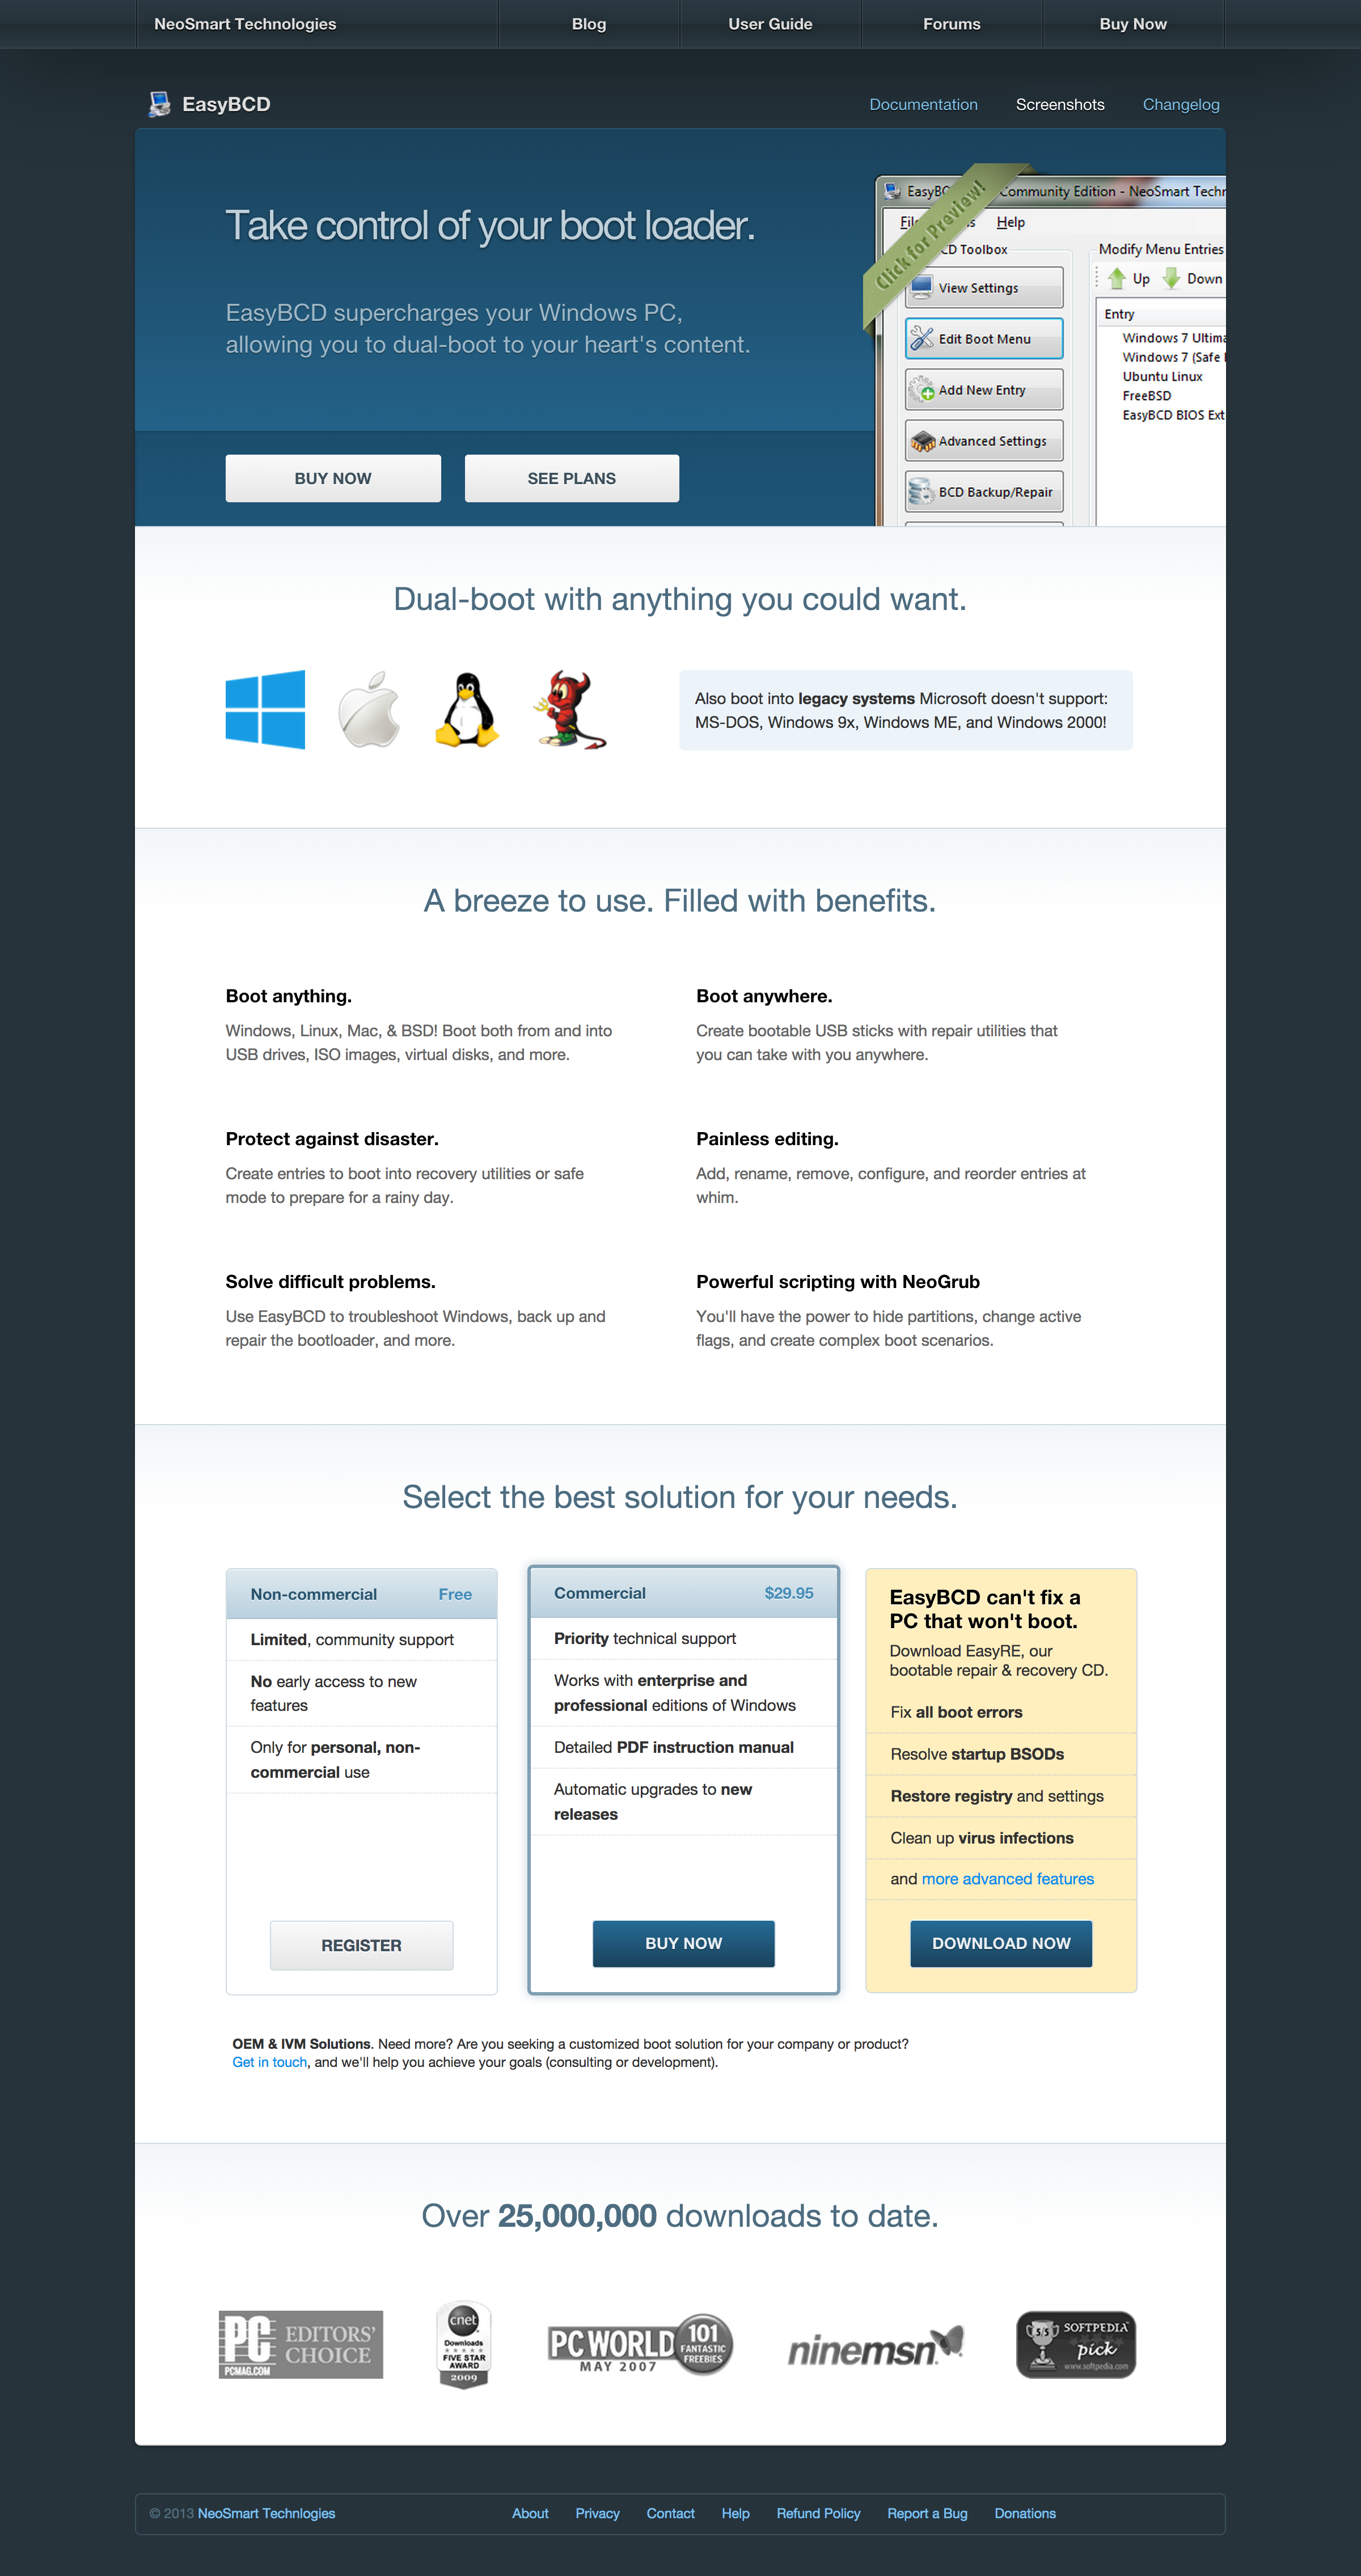 NeoSmart Technologies
Blog
User Guide
Forums
Buy Now
EasyBCD
Documentation
Screenshots
Changelog
Take control of your boot loader.
EasyBCD supercharges your Windows PC,
allowing you to dual-boot to your heart's content.
BUY NOW
SEE PLANS
Click for Preview!
Community Edition - NeoSmart Techn
Help
CD Toolbox
View Settings
Edit Boot Menu
Add New Entry
Advanced Settings
BCD Backup/Repair
Modify Menu Entries
Up
Down
Entry
Windows 7 Ultima
Windows 7 (Safe
Ubuntu Linux
FreeBSD
EasyBCD BIOS Ext
Dual-boot with anything you could want.
Also boot into legacy systems Microsoft doesn't support:
MS-DOS, Windows 9x, Windows ME, and Windows 2000!
A breeze to use. Filled with benefits.
Boot anything.
Windows, Linux, Mac, & BSD! Boot both from and into
USB drives, ISO images, virtual disks, and more.
Boot anywhere.
Create bootable USB sticks with repair utilities that
you can take with you anywhere.
Protect against disaster.
Create entries to boot into recovery utilities or safe
mode to prepare for a rainy day.
Painless editing.
Add, rename, remove, configure, and reorder entries at
whim.
Solve difficult problems.
Use EasyBCD to troubleshoot Windows, back up and
repair the bootloader, and more.
Powerful scripting with NeoGrub
You'll have the power to hide partitions, change active
flags, and create complex boot scenarios.
Select the best solution for your needs.
Non-commercial Free
Limited, community support
No early access to new
features
Only for personal, non-
commercial use
REGISTER
Commercial $29.95
Priority technical support
Works with enterprise and
professional editions of Windows
Detailed PDF instruction manual
Automatic upgrades to new
releases
BUY NOW
EasyBCD can't fix a
PC that won't boot.
Download EasyRE, our
bootable repair & recovery CD.
Fix all boot errors
Resolve startup BSODs
Restore registry and settings
Clean up virus infections
and more advanced features
DOWNLOAD NOW
OEM & IVM Solutions. Need more? Are you seeking a customized boot solution for your company or product?
Get in touch, and we'll help you achieve your goals (consulting or development).
Over 25,000,000 downloads to date.
PC
PCMAG.COM
EDITORS'
CHOICE
cnet
Downloads
FIVE STAR
AWARD
2009
PC WORLD
MAY 2007
101
FANTASTIC
FREEBIES
ninemsn.
5/5
SOFTPEDIA
pick
www.softpedia.com
© 2013 NeoSmart Technlogies
About
Privacy
Contact
Help
Refund Policy
Report a Bug
Donations